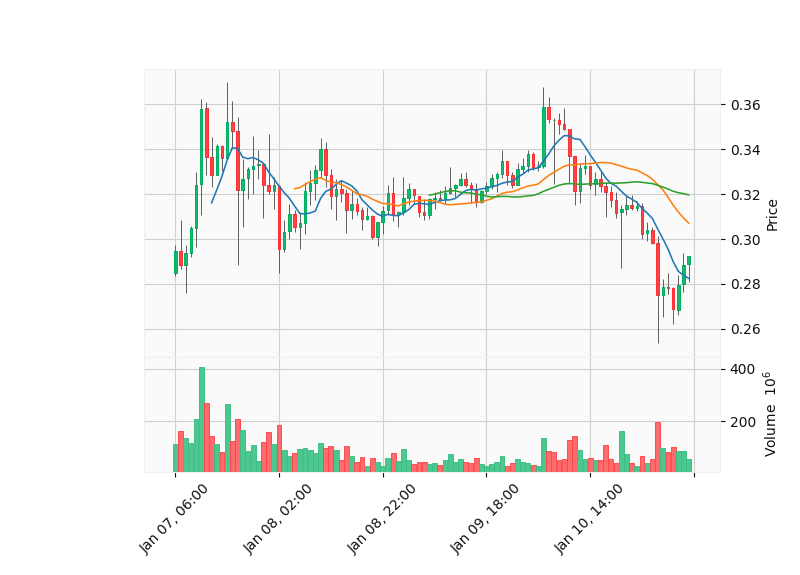 0.36
0.34
0.32
0.30
0.28
0.26
Price
400
200
Volume 10^6
Jan 07, 06:00
Jan 08, 02:00
Jan 08, 22:00
Jan 09, 18:00
Jan 10, 14:00